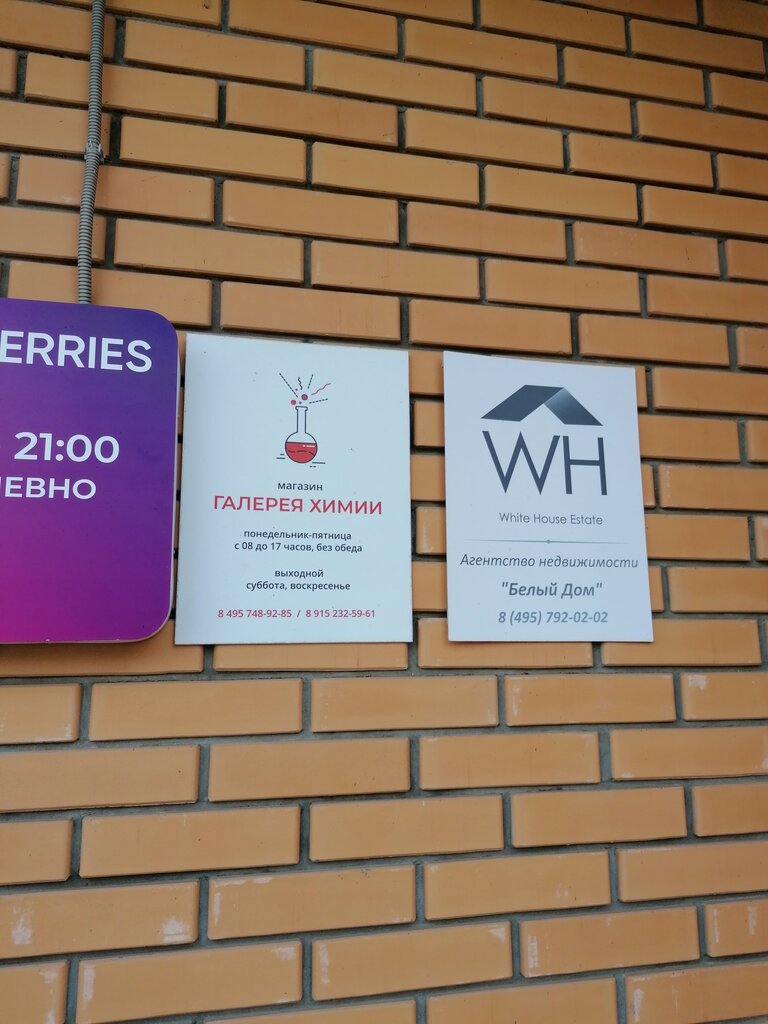 ERRIES
21:00
ЕВНО
магазин
ГАЛЕРЕЯ ХИМИИ
понедельник-пятница
с 08 до 17 часов, без обеда
выходной
суббота, воскресенье
8 495 748-92-85 / 8 915 232-59-61
WH
White House Estate
Агентство недвижимости
"Белый Дом"
8 (495) 792-02-02